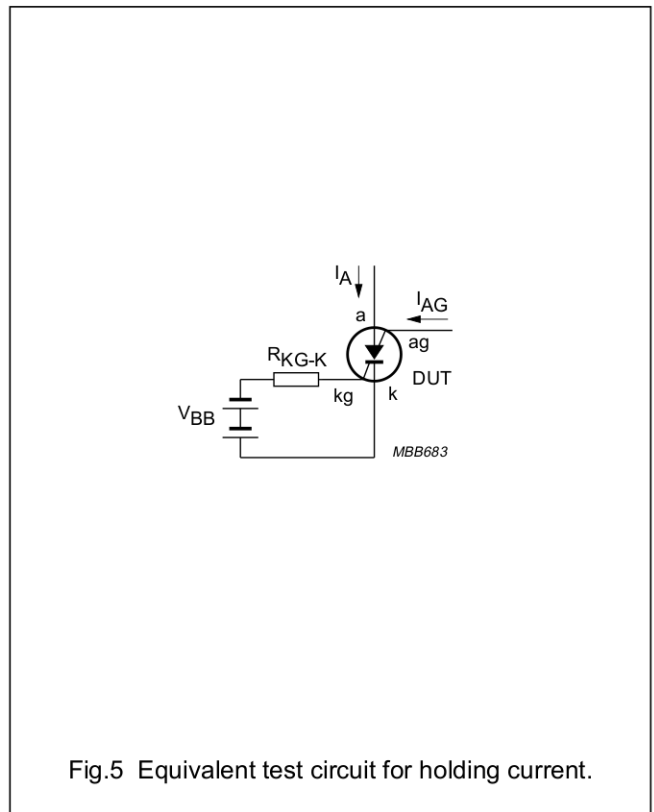 IA
a
IAG
ag
RKG-K
DUT
kg
k
VBB
MBB683
Fig.5 Equivalent test circuit for holding current.